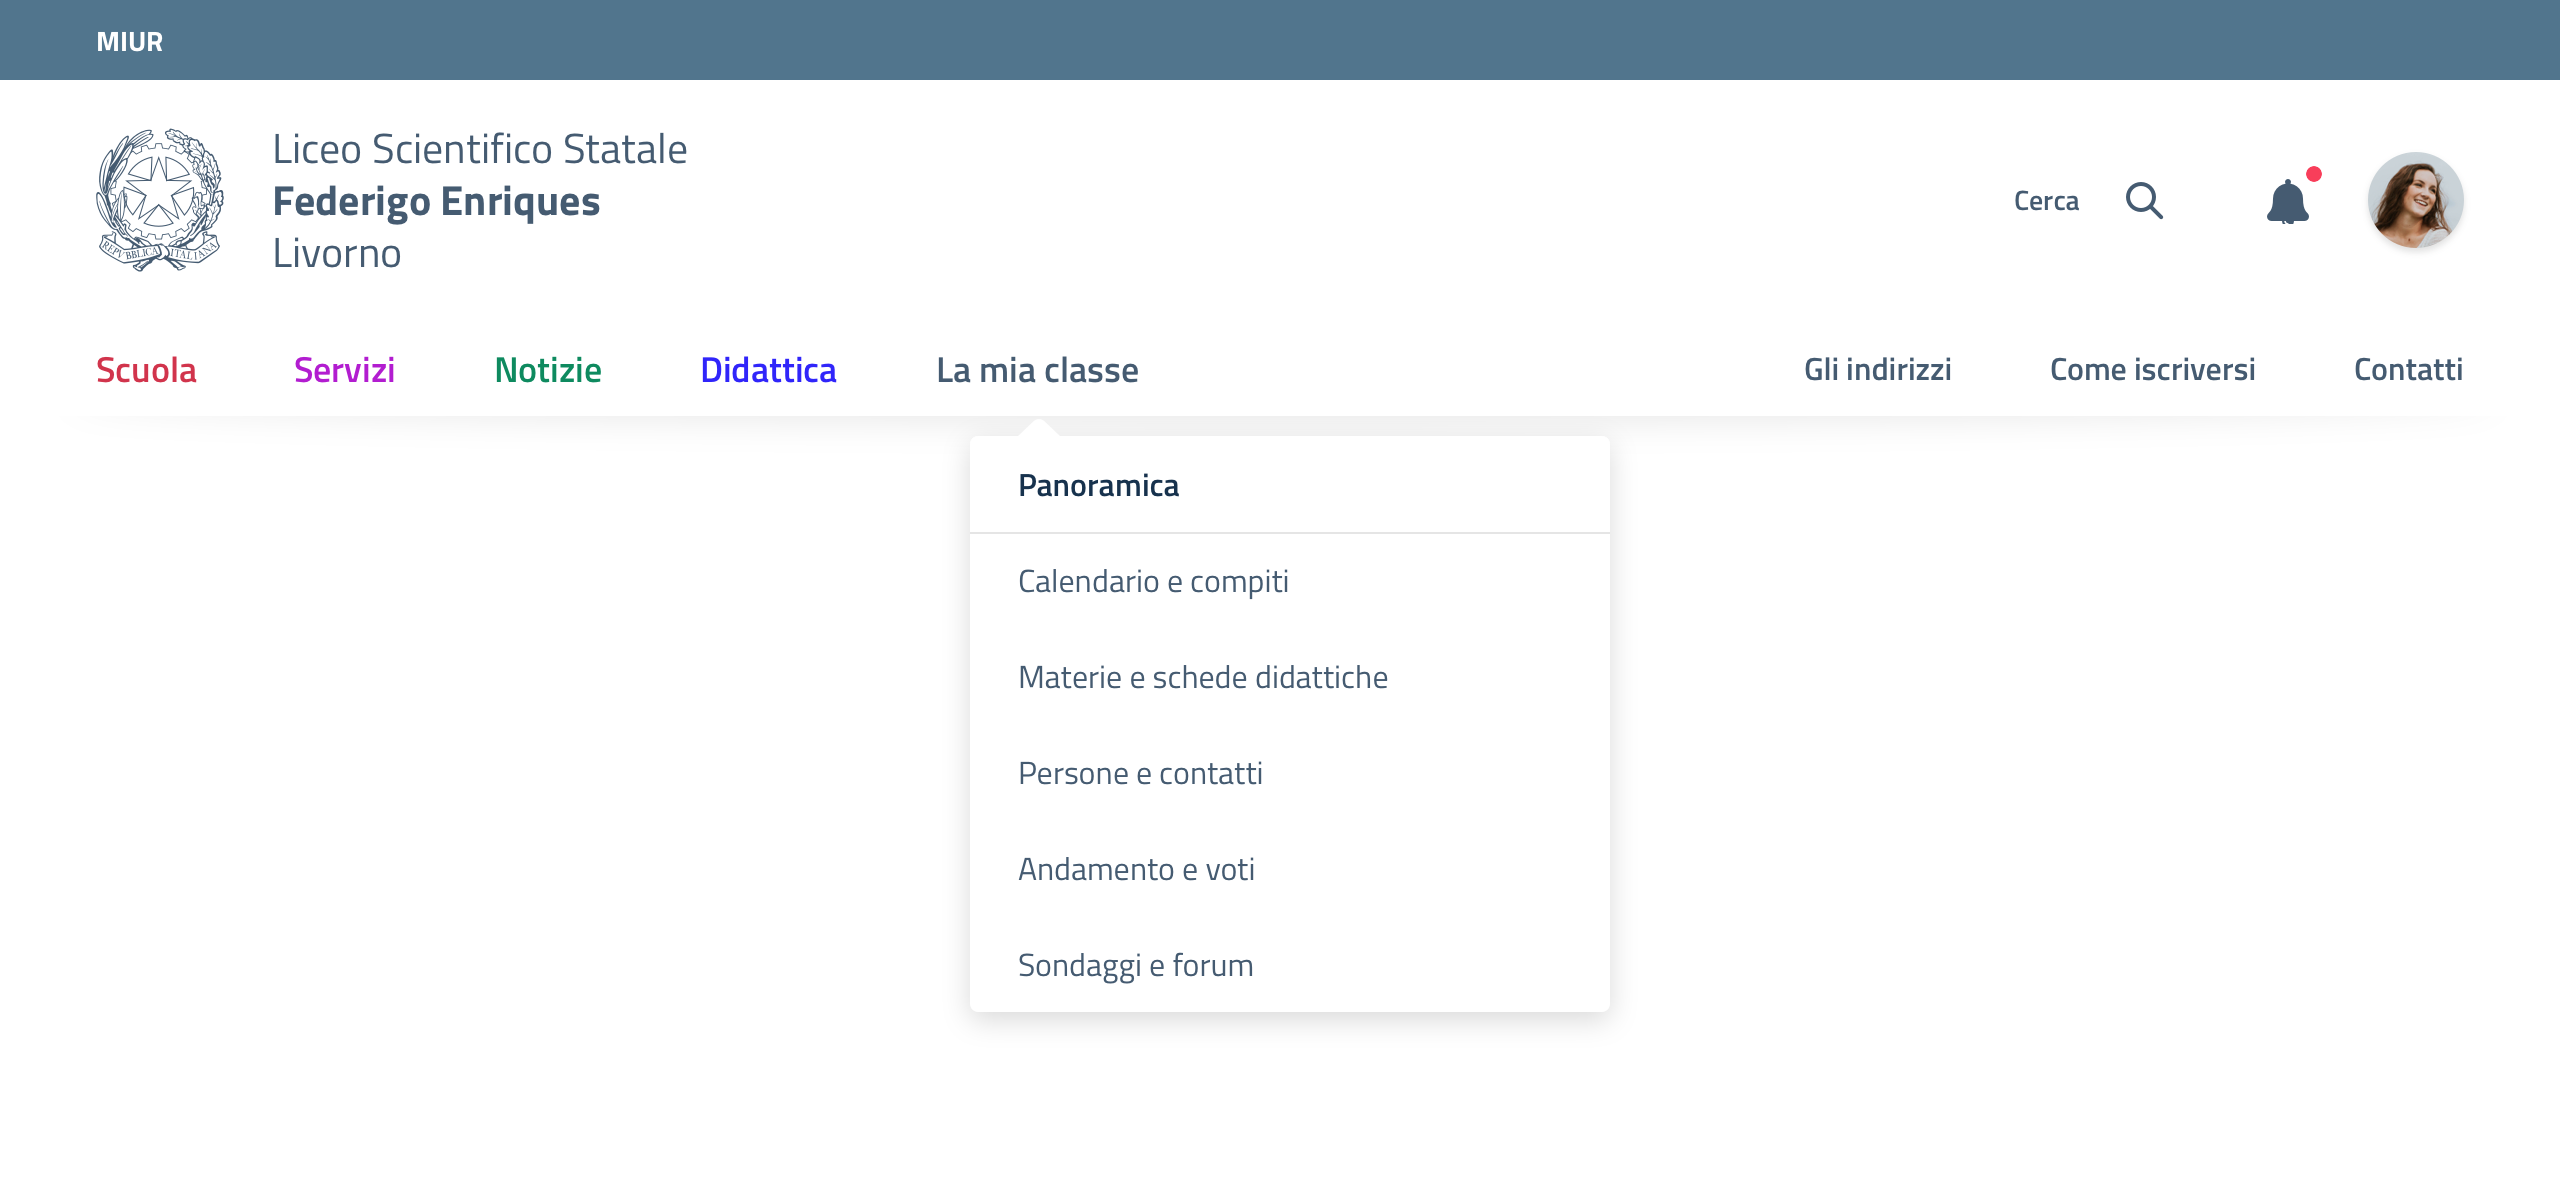 MIUR
Liceo Scientifico Statale
Federigo Enriques
Livorno
REPVBBLICA ITALIANA
Cerca
Scuola Servizi Notizie Didattica La mia classe Gli indirizzi Come iscriversi Contatti
Panoramica
Calendario e compiti
Materie e schede didattiche
Persone e contatti
Andamento e voti
Sondaggi e forum